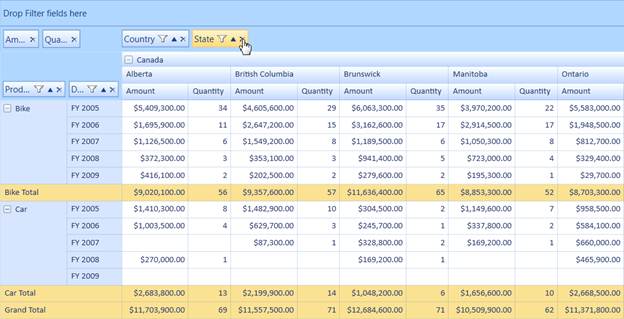 Drop Filter fields here
Am... Qua... Country State
Canada
Alberta British Columbia Brunswick Manitoba Ontario
Prod... D... Amount Quantity Amount Quantity Amount Quantity Amount Quantity Amount
Bike FY 2005 $5,409,300.00 34 $4,605,600.00 29 $6,063,300.00 35 $3,970,200.00 22 $5,583,000.00
FY 2006 $1,695,900.00 11 $2,647,200.00 15 $3,162,600.00 17 $2,914,500.00 17 $1,948,500.00
FY 2007 $1,126,500.00 6 $1,549,200.00 8 $1,189,500.00 6 $1,050,300.00 8 $812,700.00
FY 2008 $372,300.00 3 $353,100.00 3 $941,400.00 5 $723,000.00 4 $329,400.00
FY 2009 $416,100.00 2 $202,500.00 2 $279,600.00 2 $195,300.00 1 $29,700.00
Bike Total $9,020,100.00 56 $9,357,600.00 57 $11,636,400.00 65 $8,853,300.00 52 $8,703,300.00
Car FY 2005 $1,410,300.00 8 $1,482,900.00 10 $304,500.00 2 $1,149,600.00 7 $958,500.00
FY 2006 $1,003,500.00 4 $629,700.00 3 $245,700.00 1 $337,800.00 2 $584,100.00
FY 2007 $87,300.00 1 $328,800.00 2 $169,200.00 1 $660,000.00
FY 2008 $270,000.00 1 $169,200.00 1 $465,900.00
FY 2009
Car Total $2,683,800.00 13 $2,199,900.00 14 $1,048,200.00 6 $1,656,600.00 10 $2,668,500.00
Grand Total $11,703,900.00 69 $11,557,500.00 71 $12,684,600.00 71 $10,509,900.00 62 $11,371,800.00